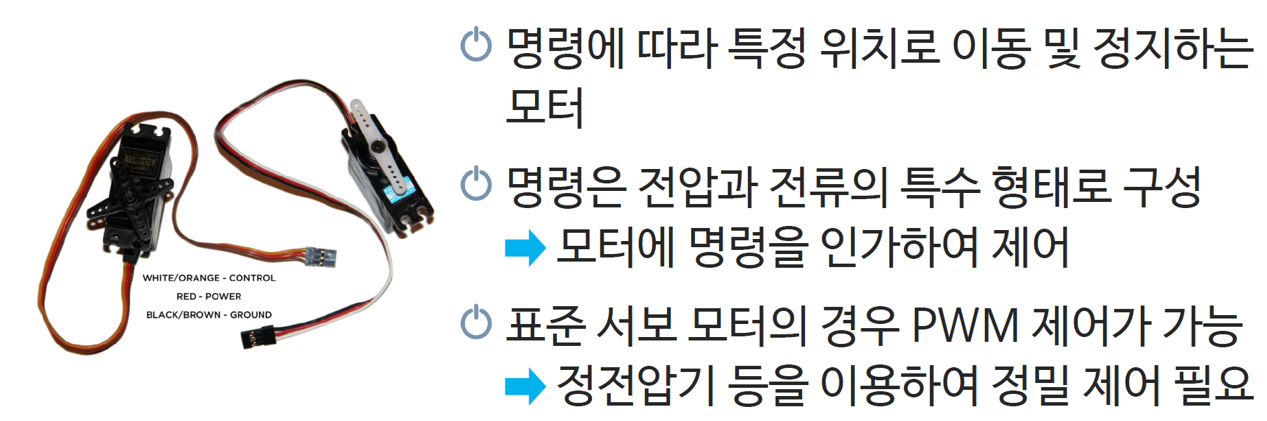 명령에 따라 특정 위치로 이동 및 정지하는
모터
명령은 전압과 전류의 특수 형태로 구성
모터에 명령을 인가하여 제어
표준 서보 모터의 경우 PWM 제어가 가능
정전압기 등을 이용하여 정밀 제어 필요
WHITE/ORANGE - CONTROL
RED - POWER
BLACK/BROWN - GROUND